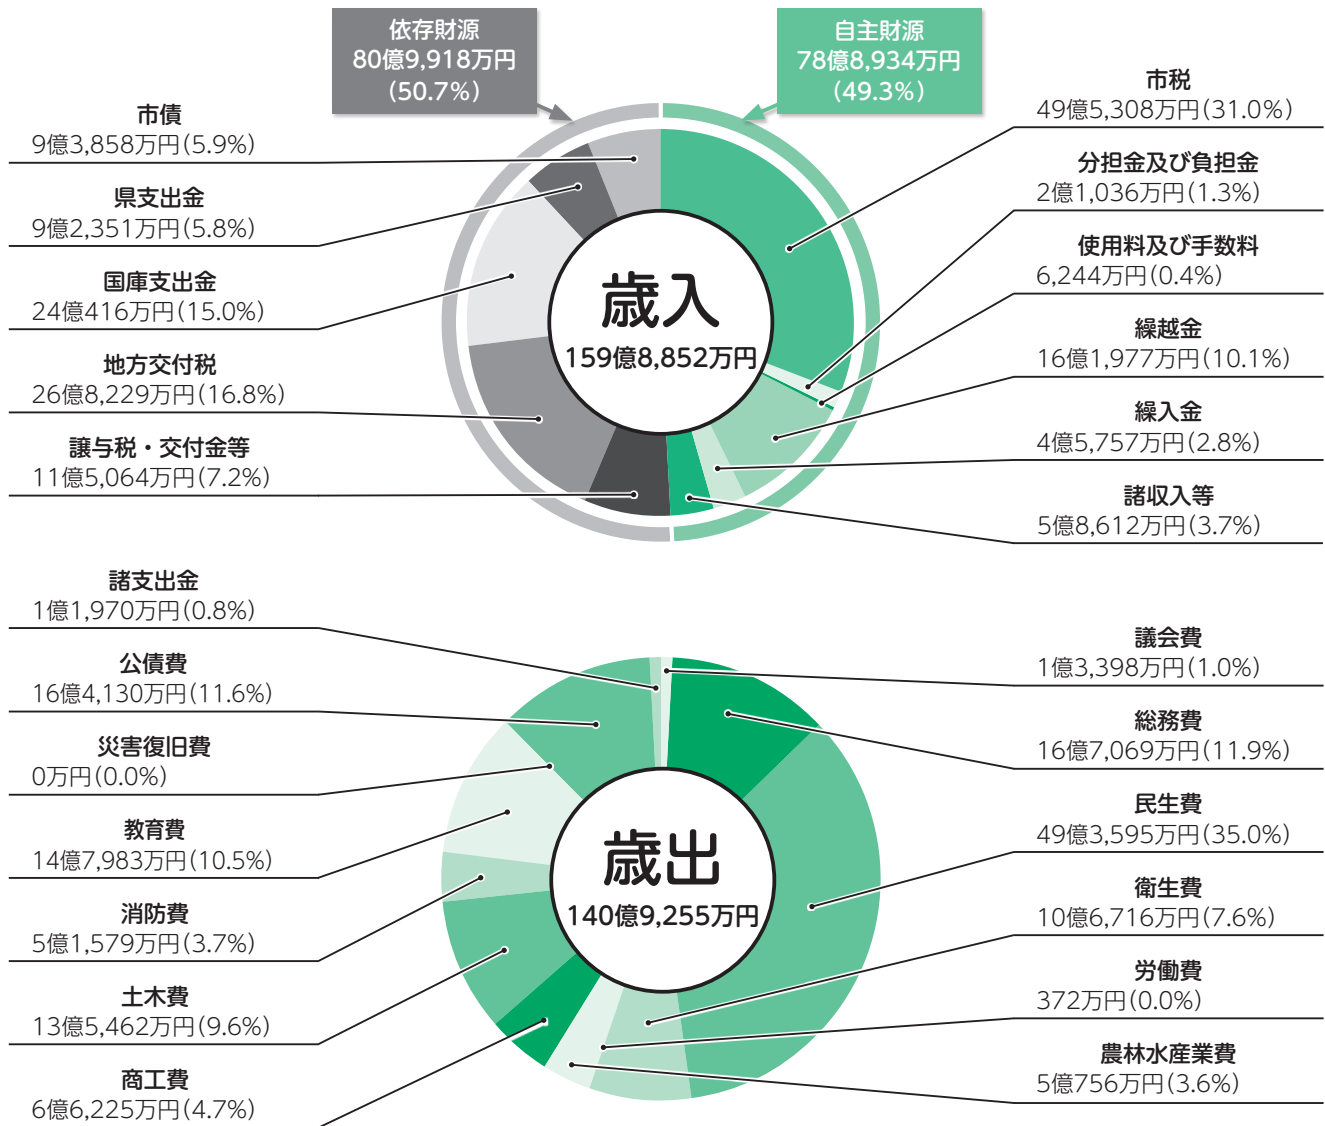 依存財源
80億9,918万円
(50.7%)
自主財源
78億8,934万円
(49.3%)
市債
9億3,858万円(5.9%)
県支出金
9億2,351万円(5.8%)
国庫支出金
24億416万円(15.0%)
地方交付税
26億8,229万円(16.8%)
譲与税・交付金等
11億5,064万円(7.2%)
歳入
159億8,852万円
市税
49億5,308万円(31.0%)
分担金及び負担金
2億1,036万円(1.3%)
使用料及び手数料
6,244万円(0.4%)
繰越金
16億1,977万円(10.1%)
繰入金
4億5,757万円(2.8%)
諸収入等
5億8,612万円(3.7%)
諸支出金
1億1,970万円(0.8%)
公債費
16億4,130万円(11.6%)
災害復旧費
0万円(0.0%)
教育費
14億7,983万円(10.5%)
消防費
5億1,579万円(3.7%)
土木費
13億5,462万円(9.6%)
商工費
6億6,225万円(4.7%)
歳出
140億9,255万円
議会費
1億3,398万円(1.0%)
総務費
16億7,069万円(11.9%)
民生費
49億3,595万円(35.0%)
衛生費
10億6,716万円(7.6%)
労働費
372万円(0.0%)
農林水産業費
5億756万円(3.6%)